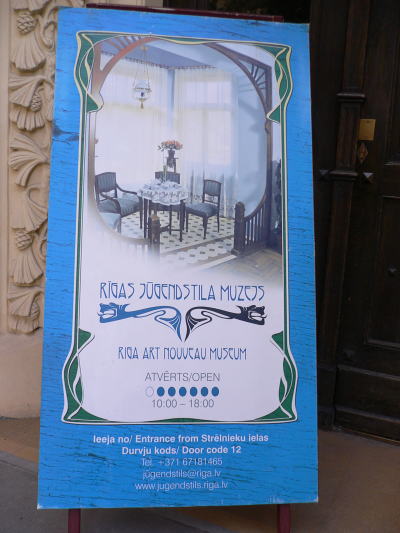 RĪGAS JŪGENDSTILA MUZEJS
RIGA ART NOUVEAU MUSEUM
ATVĒRTS/OPEN
10:00 – 18:00
Ieeja no/ Entrance from Strēlnieku ielas
Durvju kods/ Door code 12
Tel. +371 67181465
jugendstils@riga.lv
www.jugendstils.riga.lv